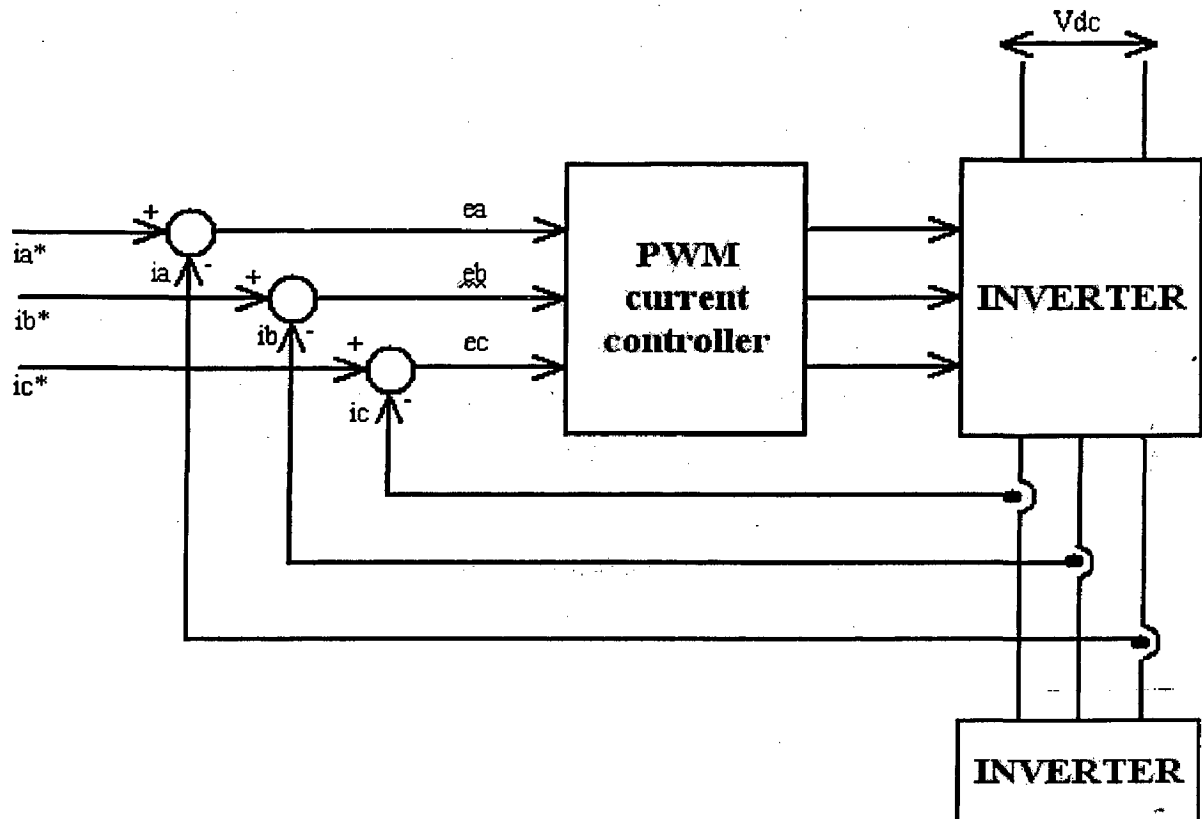 Vdc
+
ea
ia*
ia
-
+
eb
ib*
ib
-
+
ec
ic*
ic
-
PWM
current
controller
INVERTER
INVERTER